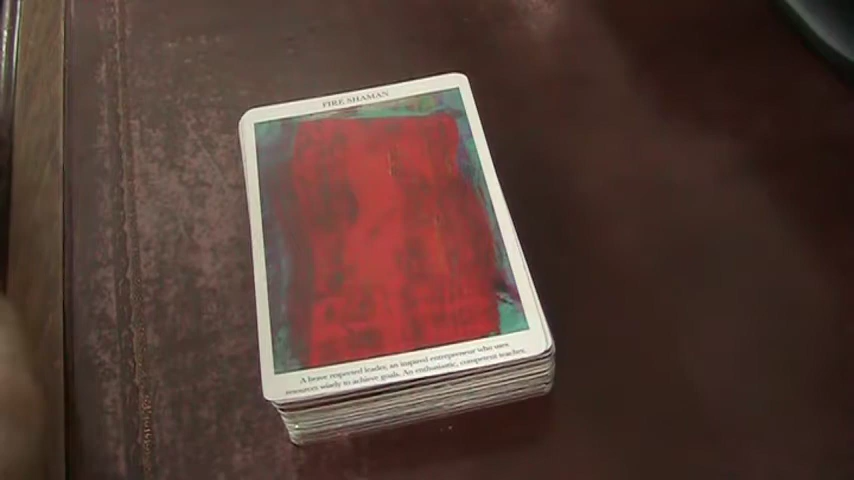 FIRE SHAMAN
A brave respected leader, an inspired entrepreneur who uses
resources wisely to achieve goals. An enthusiastic, competent teacher.